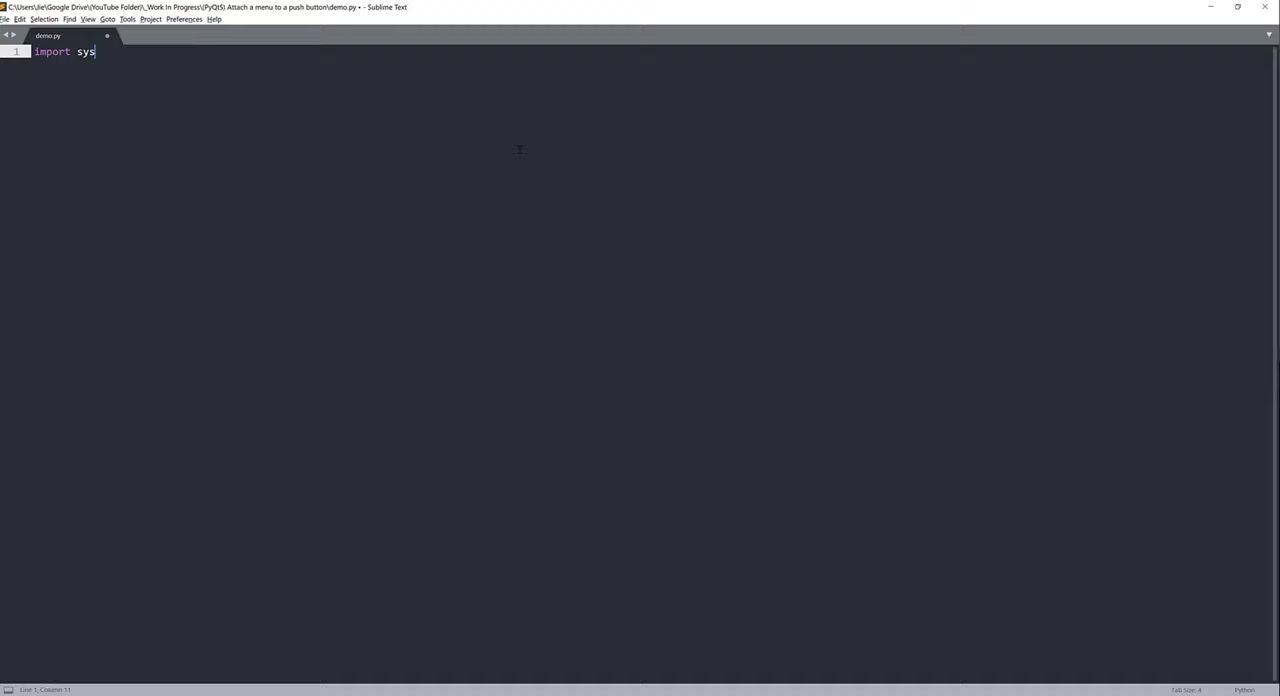 C:\Users\Jie\Google Drive\(YouTube Folder)\_Work In Progress\(PyQt5) Attach a menu to a push button\demo.py • - Sublime Text
File Edit Selection Find View Goto Tools Project Preferences Help
demo.py
1 import sys
Line 1, Column 11
Tab Size: 4 Python